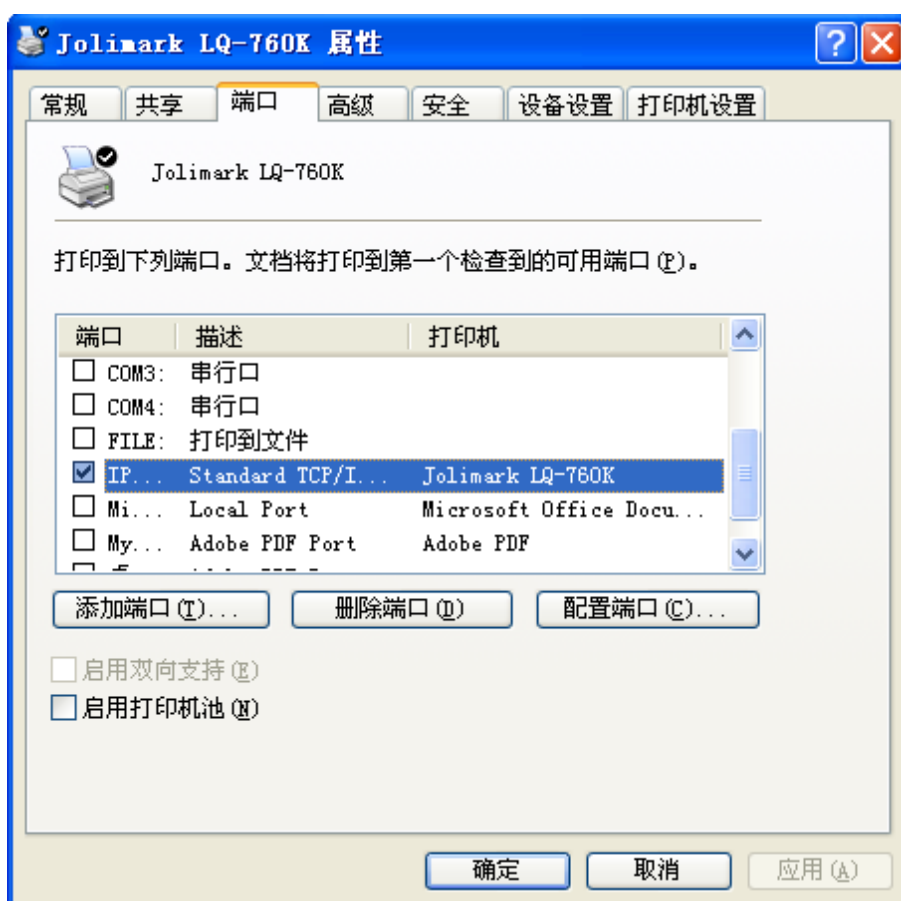 Jolimark LQ-760K 属性
常规 共享 端口 高级 安全 设备设置 打印机设置
Jolimark LQ-760K
打印到下列端口。文档将打印到第一个检查到的可用端口(P)。
端口 描述 打印机
COM3: 串行口
COM4: 串行口
FILE: 打印到文件
IP... Standard TCP/I... Jolimark LQ-760K
Mi... Local Port Microsoft Office Docu...
My... Adobe PDF Port Adobe PDF
添加端口(T)... 删除端口(D) 配置端口(C)...
启用双向支持(E)
启用打印机池(N)
确定 取消 应用(A)